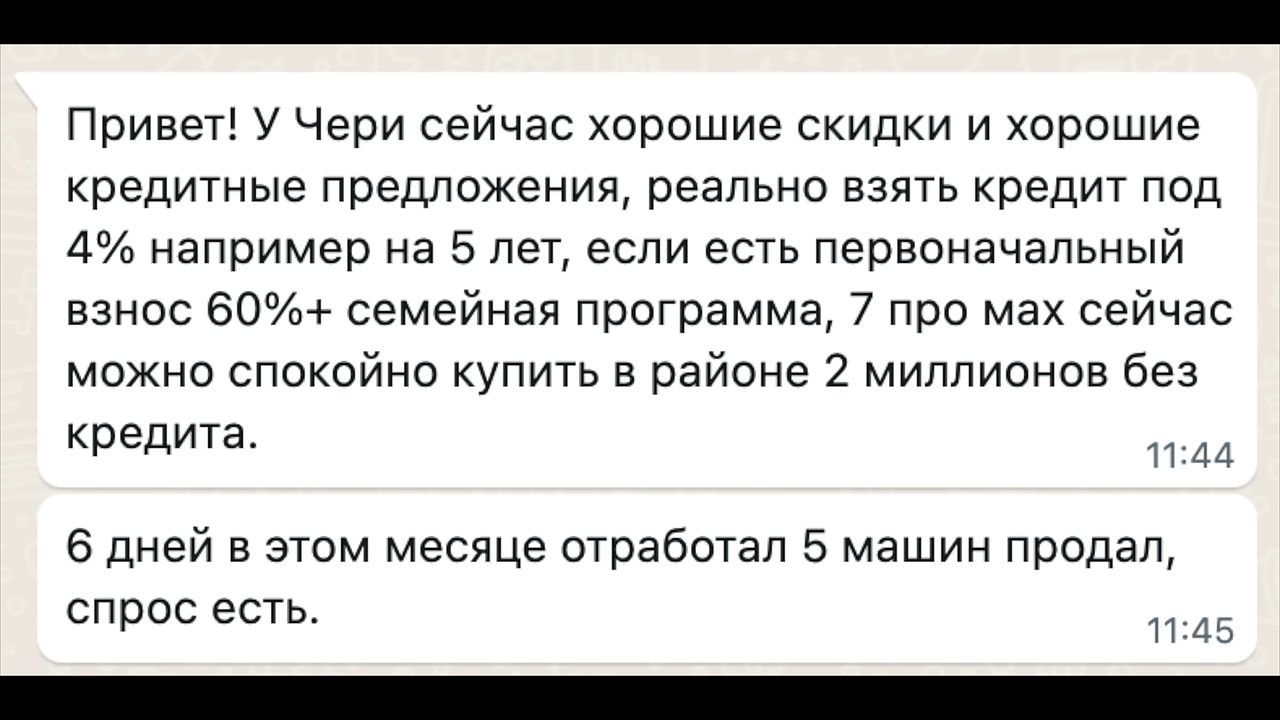 Привет! У Чери сейчас хорошие скидки и хорошие
кредитные предложения, реально взять кредит под
4% например на 5 лет, если есть первоначальный
взнос 60%+ семейная программа, 7 про мах сейчас
можно спокойно купить в районе 2 миллионов без
кредита.
11:44
6 дней в этом месяце отработал 5 машин продал,
спрос есть.
11:45